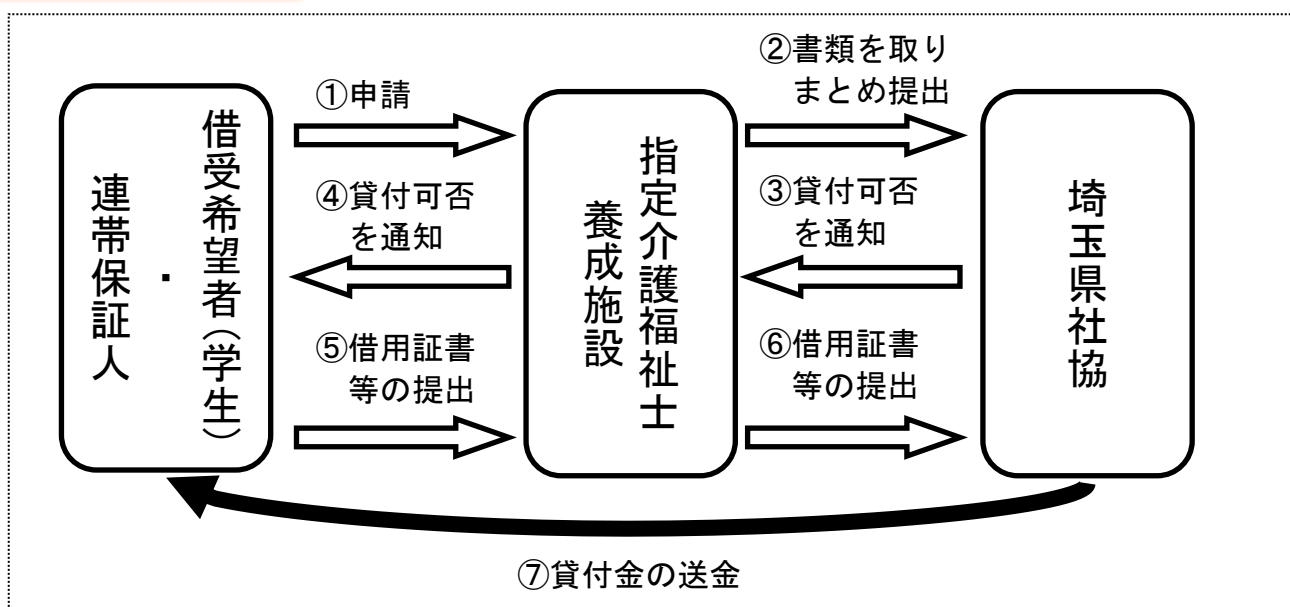 借受希望者(学生)
・
連帯保証人
①申請
④貸付可否
を通知
⑤借用証書
等の提出
指定介護福祉士
養成施設
②書類を取り
まとめ提出
③貸付可否
を通知
⑥借用証書
等の提出
埼玉県社協
⑦貸付金の送金